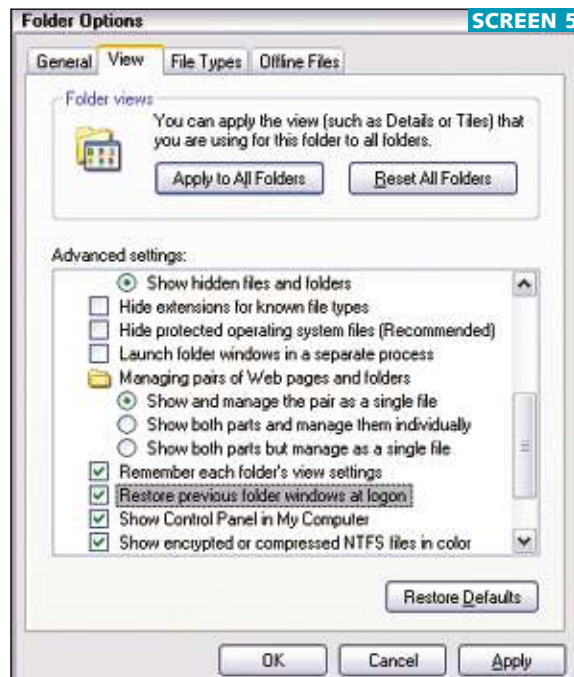 Folder Options
SCREEN 5
General View File Types Offline Files
Folder views
You can apply the view (such as Details or Tiles) that
you are using for this folder to all folders.
Apply to All Folders Reset All Folders
Advanced settings:
Show hidden files and folders
Hide extensions for known file types
Hide protected operating system files (Recommended)
Launch folder windows in a separate process
Managing pairs of Web pages and folders
Show and manage the pair as a single file
Show both parts and manage them individually
Show both parts but manage as a single file
Remember each folder's view settings
Restore previous folder windows at logon
Show Control Panel in My Computer
Show encrypted or compressed NTFS files in color
Restore Defaults
OK Cancel Apply